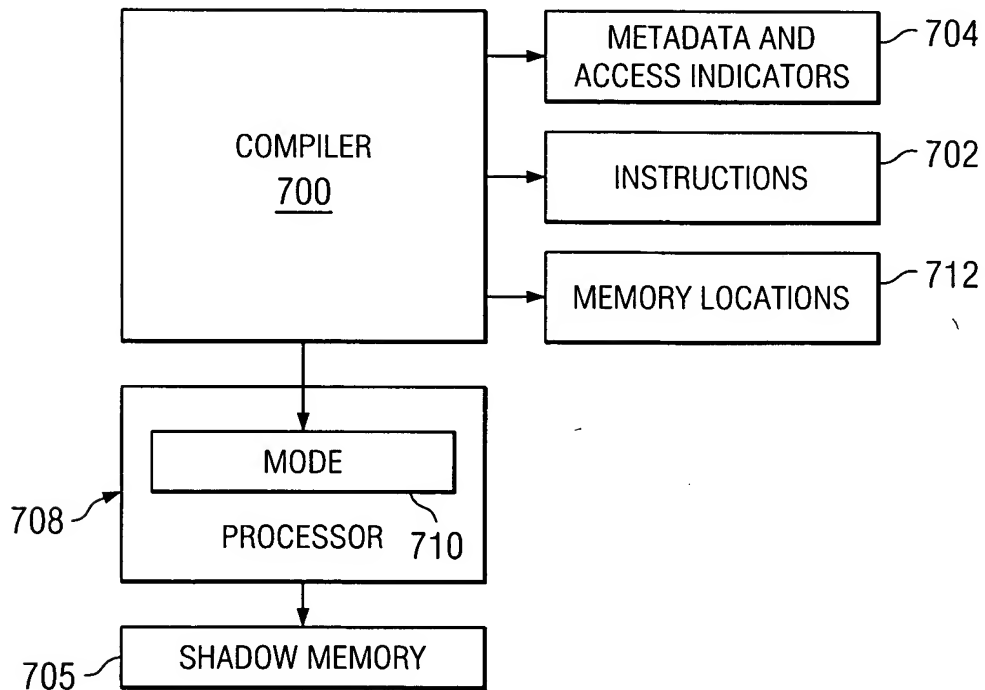 METADATA AND
ACCESS INDICATORS
704
COMPILER
700
INSTRUCTIONS
702
MEMORY LOCATIONS
712
MODE
710
PROCESSOR
708
SHADOW MEMORY
705